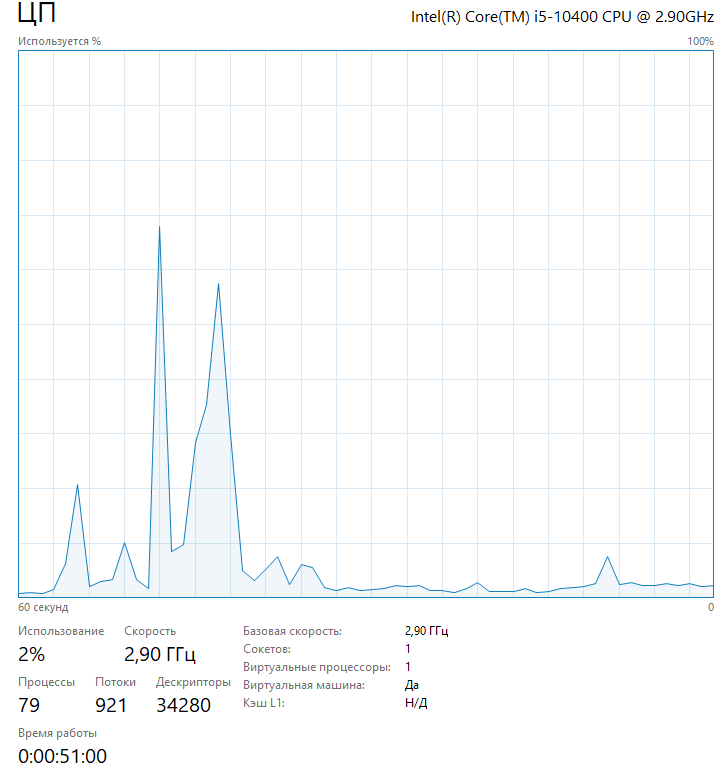 ЦП Intel(R) Core(TM) i5-10400 CPU @ 2.90GHz
Используется % 100%
60 секунд 0
Использование Скорость
2% 2,90 ГГц
Процессы Потоки Дескрипторы
79 921 34280
Время работы
0:00:51:00
Базовая скорость: 2,90 ГГц
Сокетов: 1
Виртуальные процессоры: 1
Виртуальная машина: Да
Кэш L1: Н/Д